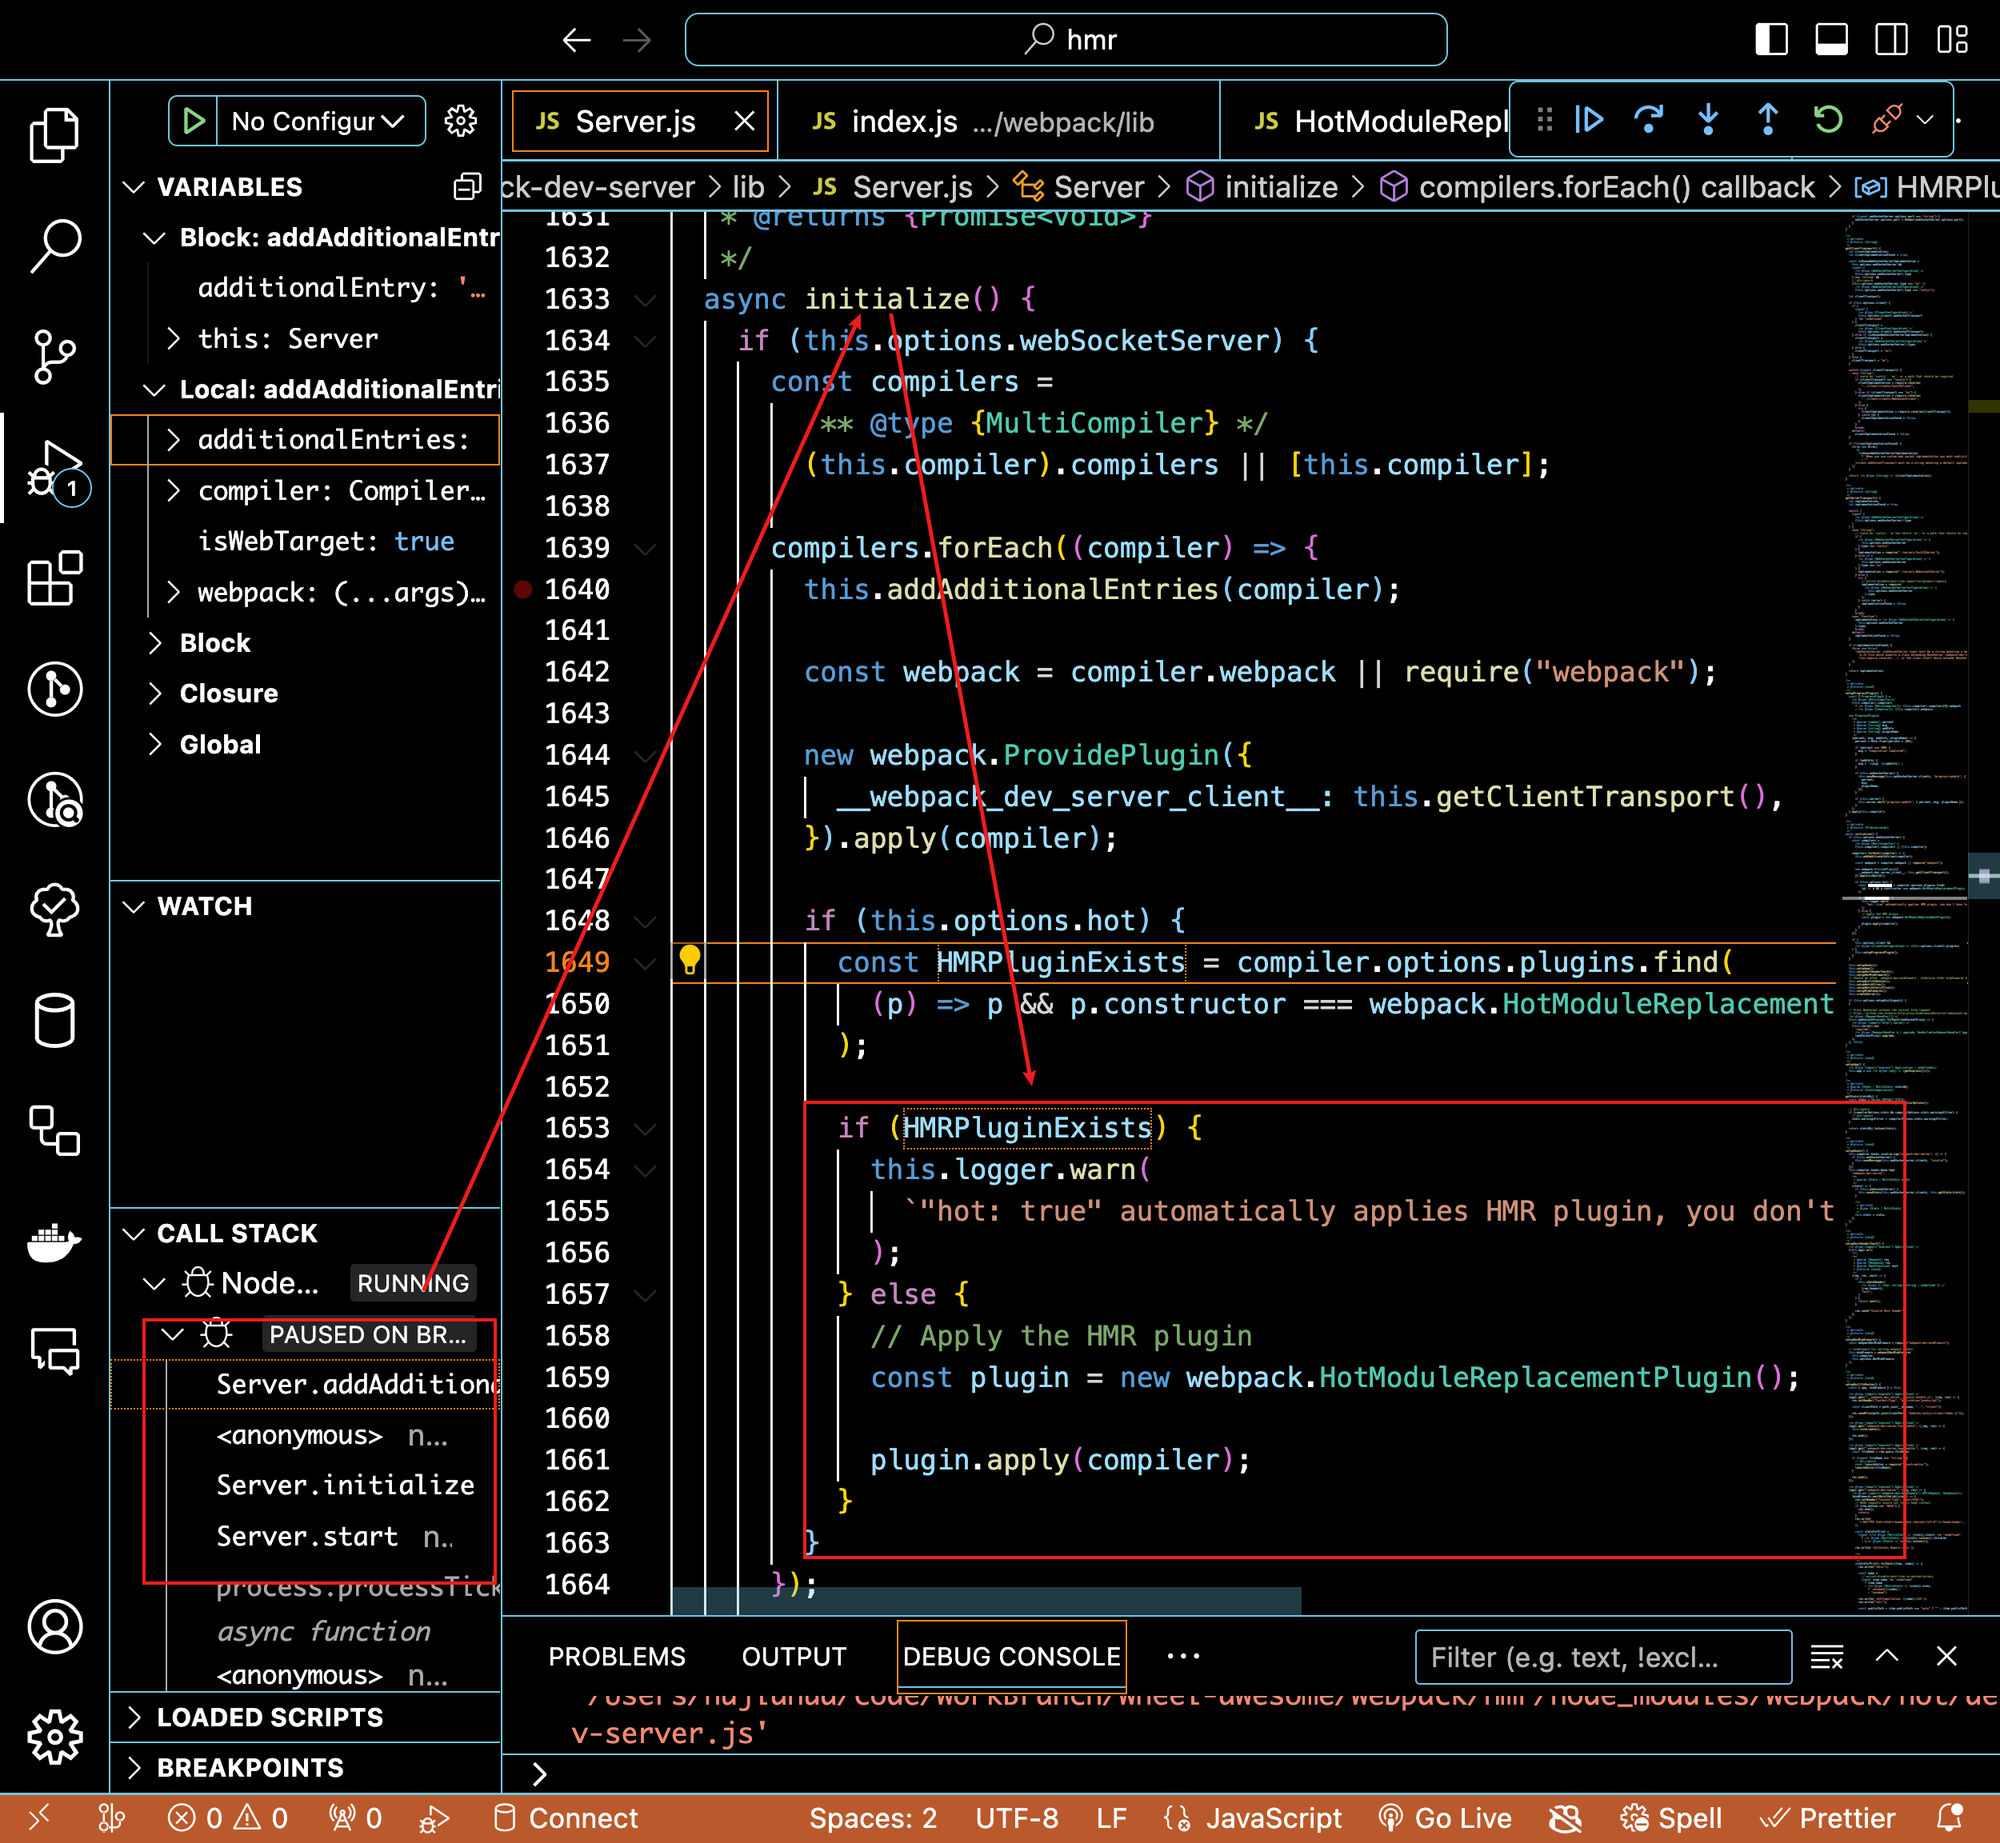 hmr
No Configur
JS Server.js
JS index.js .../webpack/lib
JS HotModuleRepl
VARIABLES
ck-dev-server > lib > JS Server.js > Server > initialize > compilers.forEach() callback > HMRPlu
Block: addAdditionalEntr
additionalEntry: '…
this: Server
Local: addAdditionalEntri
additionalEntries:
compiler: Compiler…
isWebTarget: true
webpack: (...args)…
Block
Closure
Global
WATCH
CALL STACK
Node... RUNNING
PAUSED ON BR...
Server.addAdditiona
<anonymous> n...
Server.initialize
Server.start n..
process.processTick
async function
<anonymous> n...
LOADED SCRIPTS
BREAKPOINTS
1
1631 * @returns {Promise<void>}
1632 */
1633 async initialize() {
1634 if (this.options.webSocketServer) {
1635 const compilers =
1636 ** @type {MultiCompiler} */
1637 (this.compiler).compilers || [this.compiler];
1638
1639 compilers.forEach((compiler) => {
1640 this.addAdditionalEntries(compiler);
1641
1642 const webpack = compiler.webpack || require("webpack");
1643
1644 new webpack.ProvidePlugin({
1645 __webpack_dev_server_client__: this.getClientTransport(),
1646 }).apply(compiler);
1647
1648 if (this.options.hot) {
1649 const HMRPluginExists = compiler.options.plugins.find(
1650 (p) => p && p.constructor === webpack.HotModuleReplacement
1651 );
1652
1653 if (HMRPluginExists) {
1654 this.logger.warn(
1655 `"hot: true" automatically applies HMR plugin, you don't
1656 );
1657 } else {
1658 // Apply the HMR plugin
1659 const plugin = new webpack.HotModuleReplacementPlugin();
1660
1661 plugin.apply(compiler);
1662 }
1663 }
1664 });
PROBLEMS OUTPUT DEBUG CONSOLE ... Filter (e.g. text, !excl...
v-server.js'
>
0 0 0 Connect Spaces: 2 UTF-8 LF JavaScript Go Live Spell Prettier